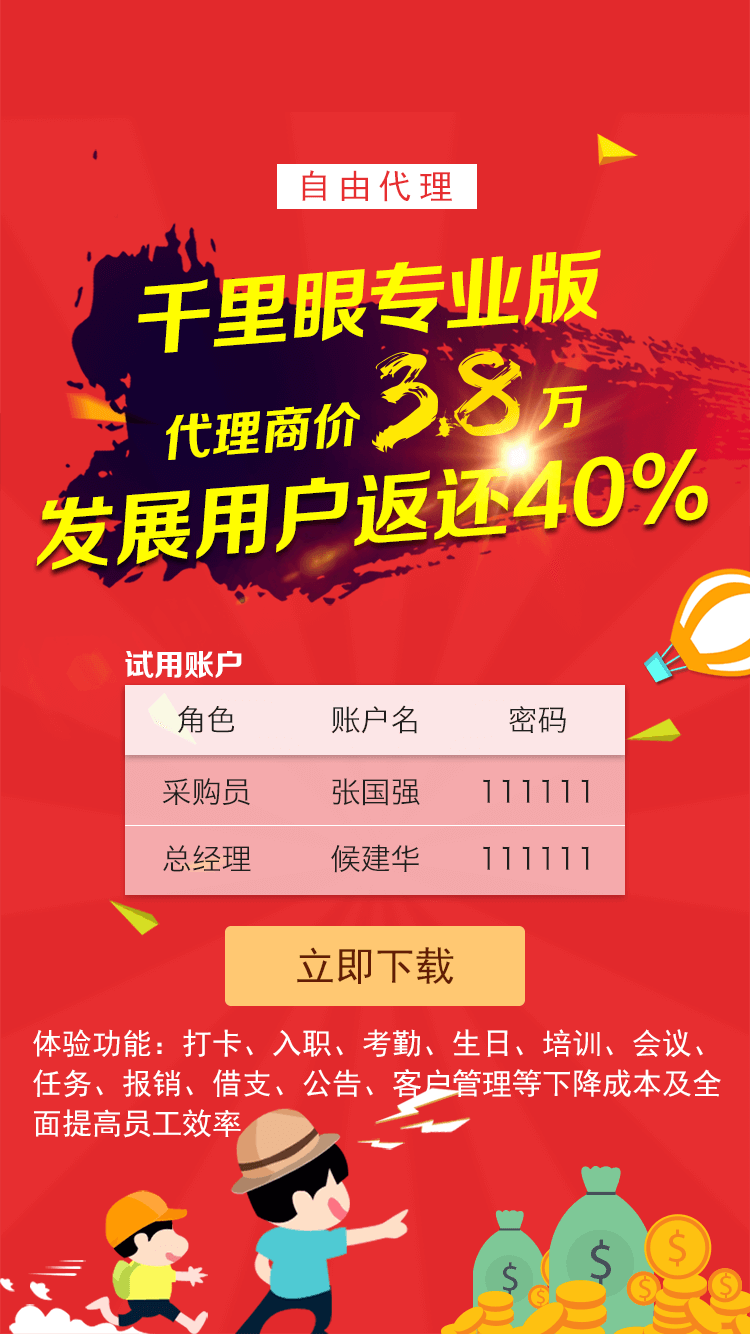 自由代理
千里眼专业版
代理商价3.8万
发展用户返还40%
试用账户
角色 账户名 密码
采购员 张国强 111111
总经理 候建华 111111
立即下载
体验功能：打卡、入职、考勤、生日、培训、会议、
任务、报销、借支、公告、客户管理等下降成本及全
面提高员工效率
$ $ $ $ $ $